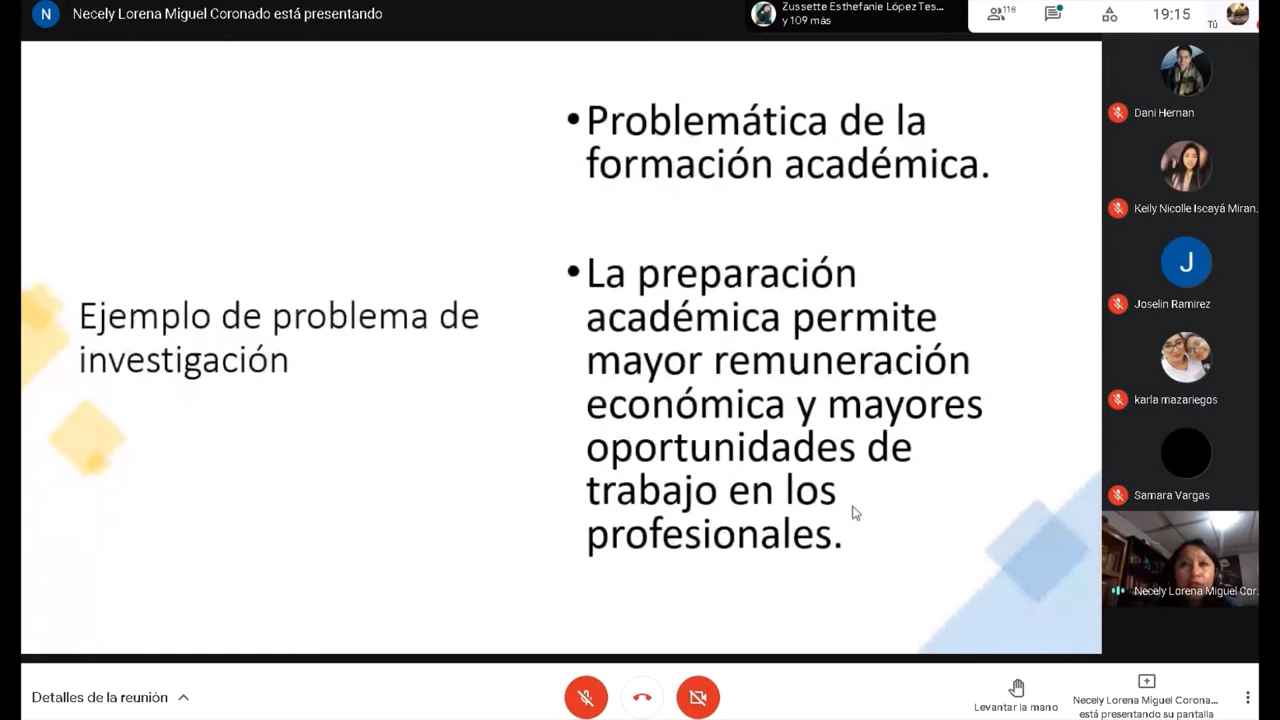 N Necely Lorena Miguel Coronado está presentando
Zussette Esthefanie López Tes...
y 109 más
118
19:15
Tú
Ejemplo de problema de
investigación
•Problemática de la
formación académica.
•La preparación
académica permite
mayor remuneración
económica y mayores
oportunidades de
trabajo en los
profesionales.
Dani Hernan
Keily Nicolle Iscayá Miran.
J
Joselin Ramirez
karla mazariegos
Samara Vargas
Necely Lorena Miguel Cor.
Detalles de la reunión
Levantar la mano
Necely Lorena Miguel Corona...
está presentando su pantalla